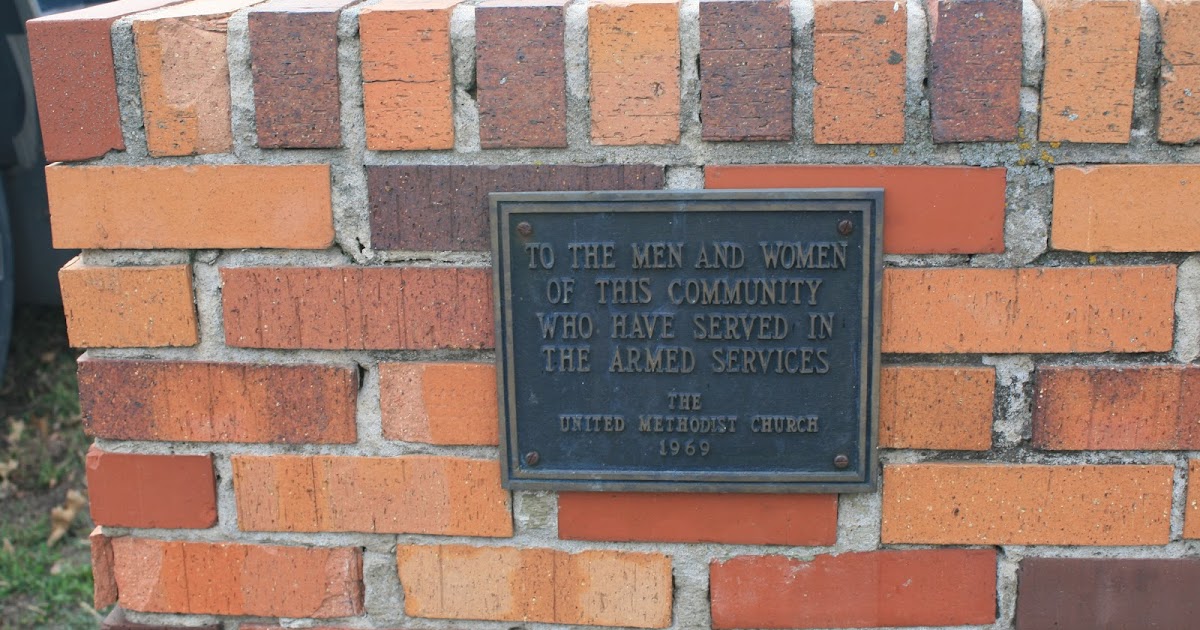 TO THE MEN AND WOMEN
OF THIS COMMUNITY
WHO HAVE SERVED IN
THE ARMED SERVICES
THE
UNITED METHODIST CHURCH
1969